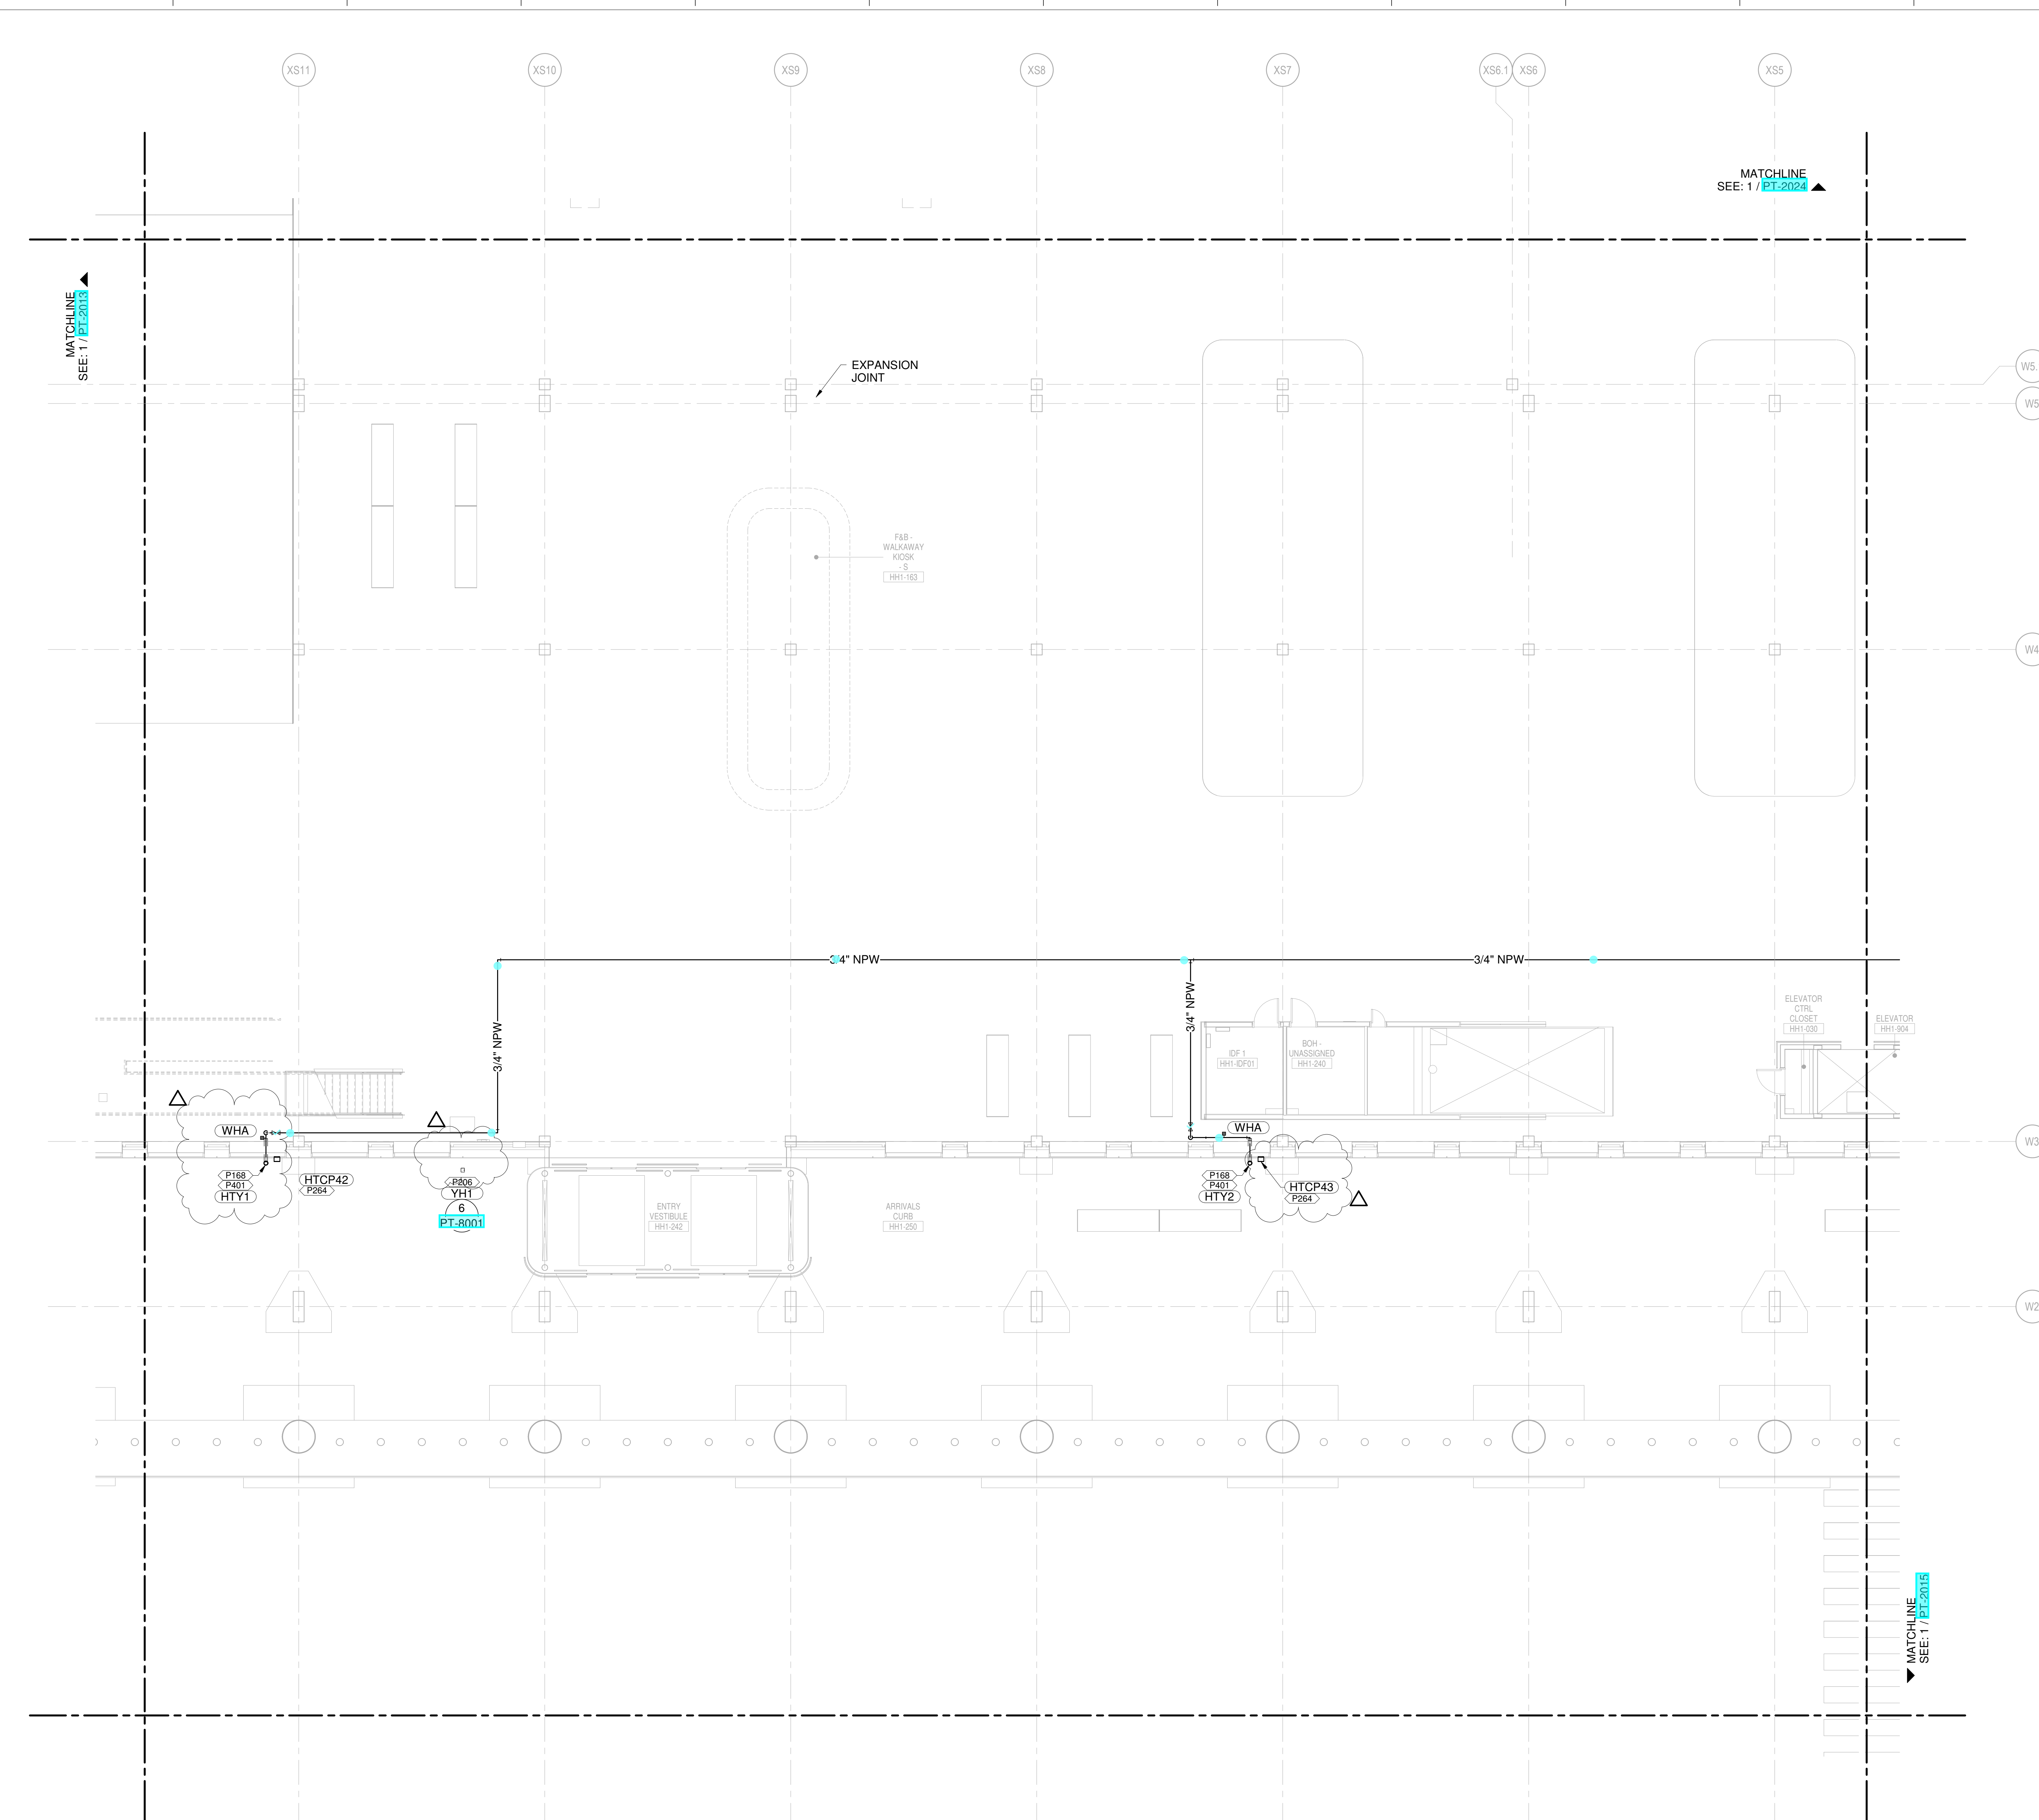 XS11
XS10
XS9
XS8
XS7
XS6.1
XS6
XS5
MATCHLINE
SEE: 1 / PT-2024
MATCHLINE
SEE: 1 / PT-2013
EXPANSION
JOINT
W5.
W5
F&B -
WALKAWAY
KIOSK
- S
HH1-163
W4
3/4" NPW
3/4" NPW
3/4" NPW
3/4" NPW
ELEVATOR
CTRL
CLOSET
HH1-030
ELEVATOR
HH1-904
IDF 1
HH1-IDF01
BOH -
UNASSIGNED
HH1-240
WHA
WHA
W3
P168
P401
HTY1
HTCP42
P264
P206
YH1
6
PT-8001
P168
P401
HTY2
HTCP43
P264
ENTRY
VESTIBULE
HH1-242
ARRIVALS
CURB
HH1-250
W2
MATCHLINE
SEE: 1 / PT-2015